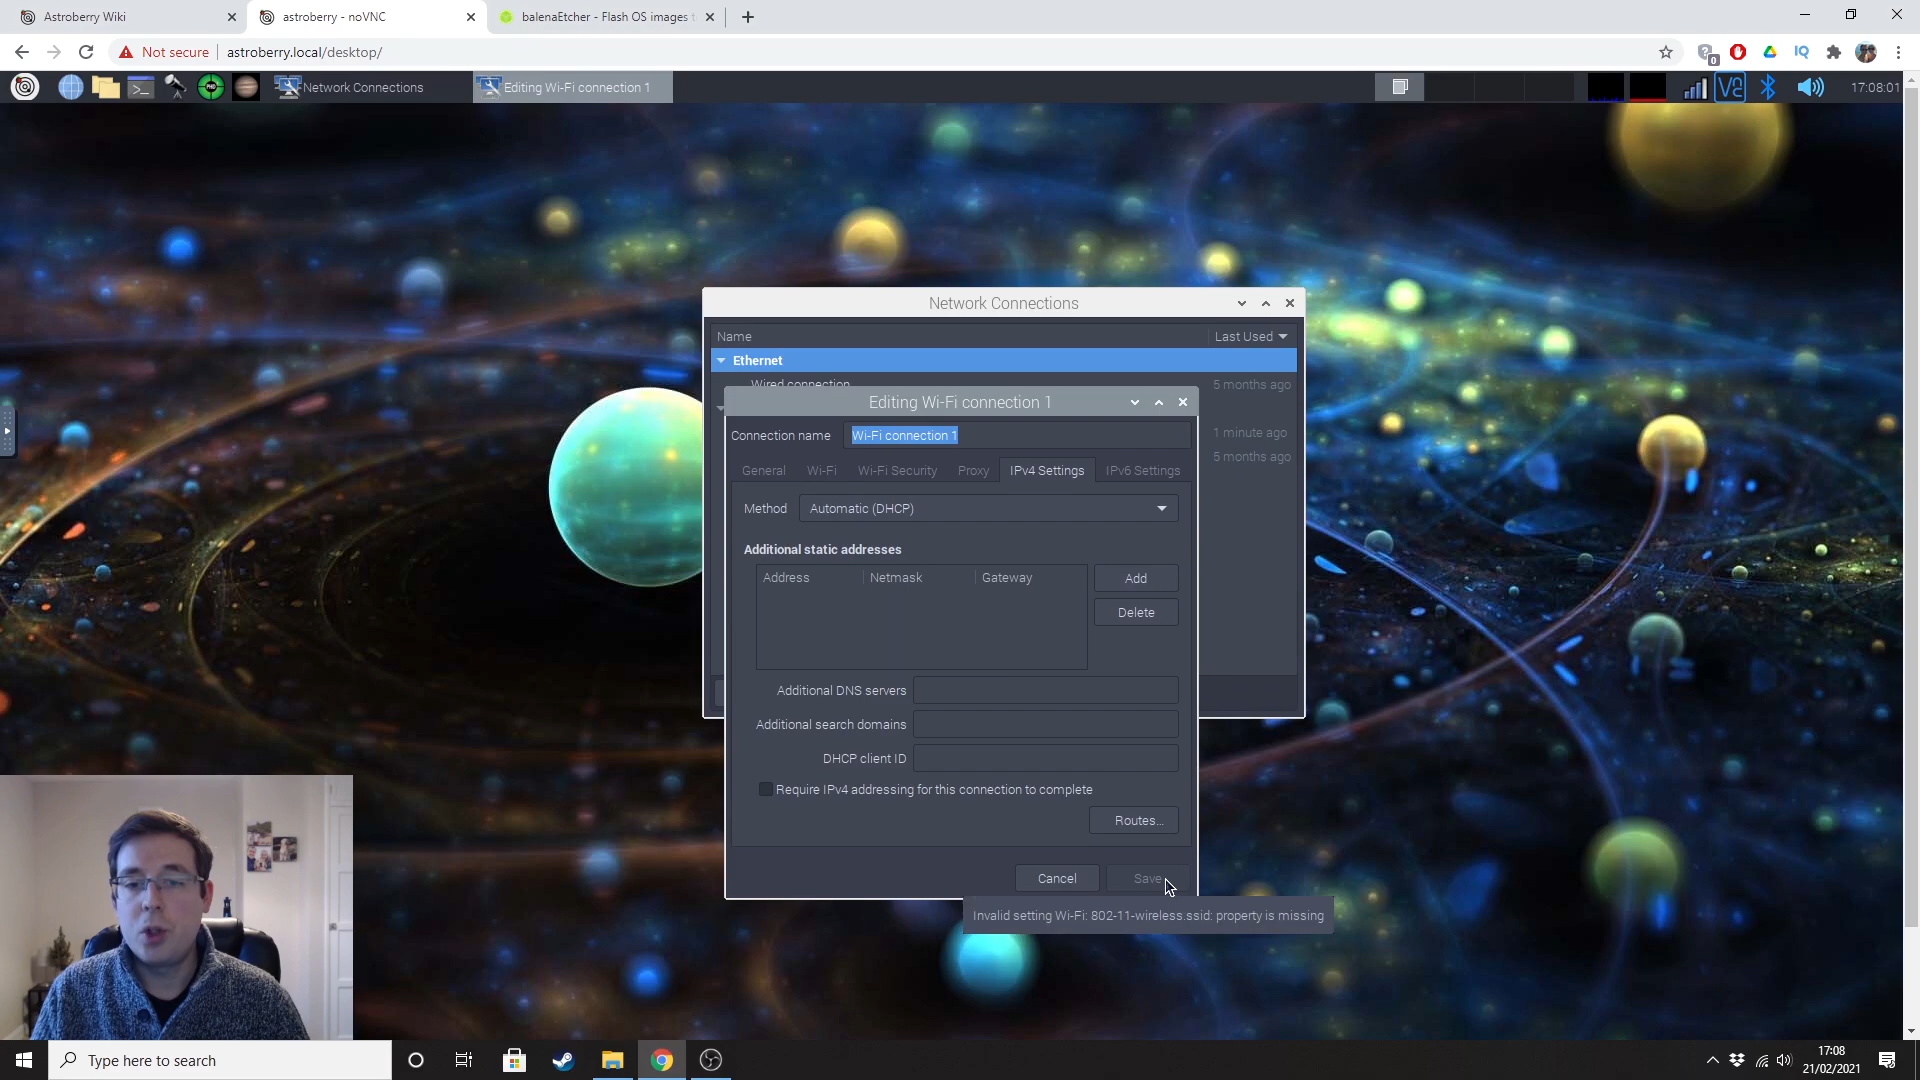 Astroberry Wiki
astroberry - noVNC
balenaEtcher - Flash OS images t
Not secure
astroberry.local/desktop/
0
Network Connections
Editing Wi-Fi connection 1
17:08:01
Network Connections
Name
Last Used
Ethernet
Wired connection
5 months ago
Editing Wi-Fi connection 1
Connection name
Wi-Fi connection 1
1 minute ago
5 months ago
General
Wi-Fi
Wi-Fi Security
Proxy
IPv4 Settings
IPv6 Settings
Method
Automatic (DHCP)
Additional static addresses
Address
Netmask
Gateway
Add
Delete
Additional DNS servers
Additional search domains
DHCP client ID
Require IPv4 addressing for this connection to complete
Routes...
Cancel
Save
Invalid setting Wi-Fi: 802-11-wireless.ssid: property is missing
Type here to search
17:08
21/02/2021